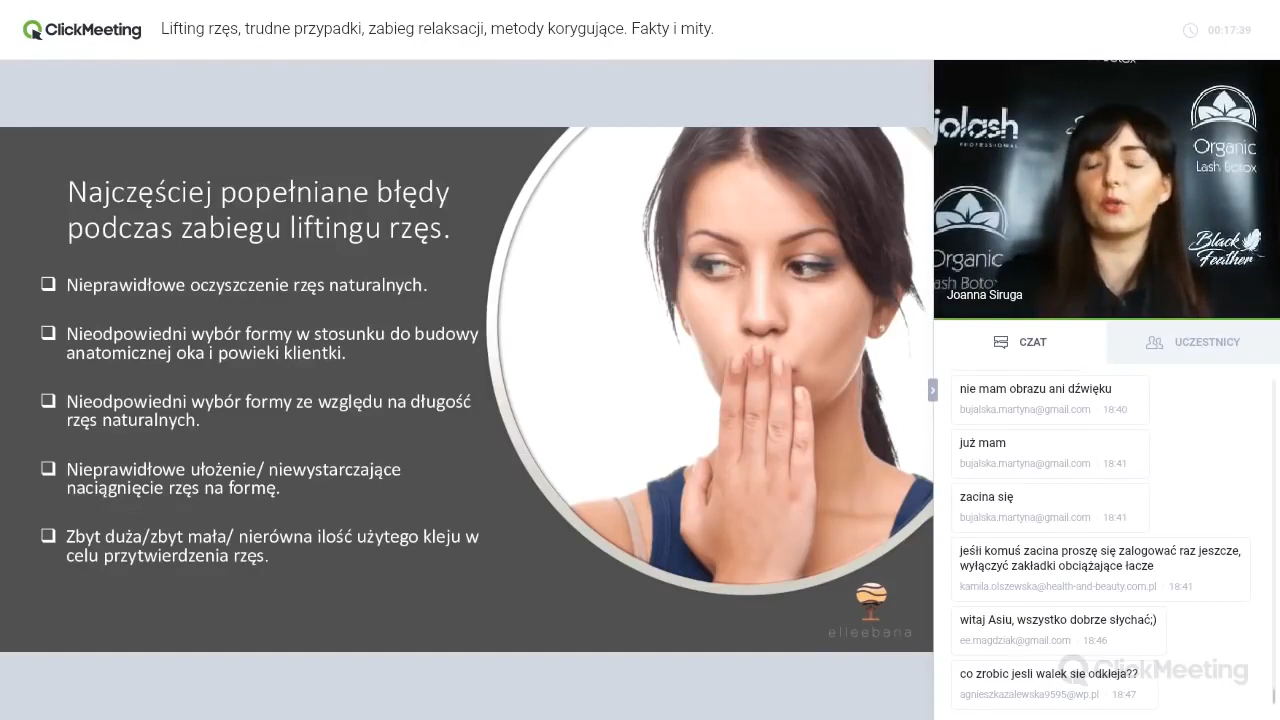 ClickMeeting
Lifting rzęs, trudne przypadki, zabieg relaksacji, metody korygujące. Fakty i mity.
00:17:39
Najczęściej popełniane błędy
podczas zabiegu liftingu rzęs.
Nieprawidłowe oczyszczenie rzęs naturalnych.
Nieodpowiedni wybór formy w stosunku do budowy
anatomicznej oka i powieki klientki.
Nieodpowiedni wybór formy ze względu na długość
rzęs naturalnych.
Nieprawidłowe ułożenie/ niewystarczające
naciągnięcie rzęs na formę.
Zbyt duża/zbyt mała/ nierówna ilość użytego kleju w
celu przytwierdzenia rzęs.
elleebana
jolash
PROFESSIONAL
Organic
Lash Botox
Organic
ash Botox
Black
Feather
Joanna Siruga
CZAT
UCZESTNICY
nie mam obrazu ani dźwięku
bujalska.martyna@gmail.com 18:40
już mam
bujalska.martyna@gmail.com 18:41
zacina się
bujalska.martyna@gmail.com 18:41
jeśłi komuś zacina proszę się zalogować raz jeszcze,
wyłączyć zakładki obciążające łacze
kamila.olszewska@health-and-beauty.com.pl 18:41
witaj Asiu, wszystko dobrze słychać;)
ee.magdziak@gmail.com 18:46
co zrobic jesli walek sie odkleja??
agnieszkazalewska9595@wp.pl 18:47
ClickMeeting